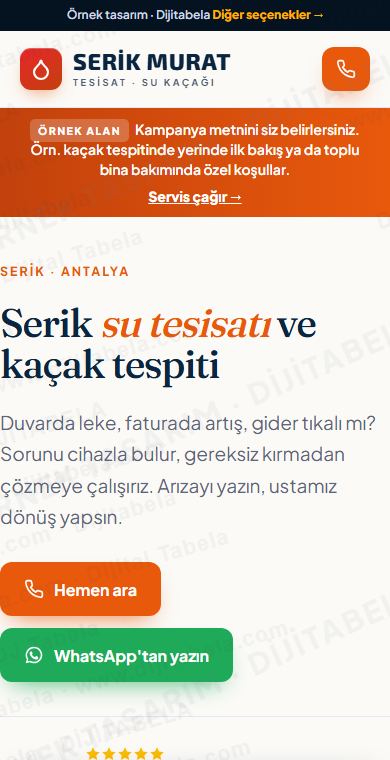 Örnek tasarım · Dijitabela Diğer seçenekler →
SERİK MURAT
TESİSAT · SU KAÇAĞI
ÖRNEK ALAN Kampanya metnini siz belirlersiniz.
Örn. kaçak tespitinde yerinde ilk bakış ya da toplu
bina bakımında özel koşullar.
Servis çağır →
SERİK · ANTALYA
Serik su tesisatı ve
kaçak tespiti
Duvarda leke, faturada artış, gider tıkalı mı?
Sorunu cihazla bulur, gereksiz kırmadan
çözmeye çalışırız. Arızayı yazın, ustamız
dönüş yapsın.
Hemen ara
WhatsApp'tan yazın